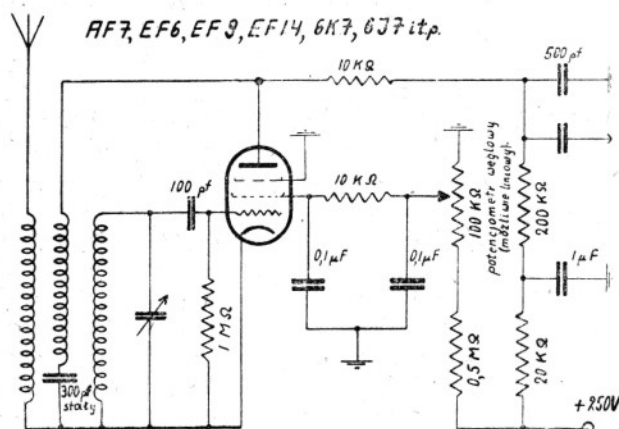 AF7, EF6, EF9, EF14, 6K7, 6J7 itp.
10 KΩ
500 pf
100 pf
10 KΩ
100 KΩ
potencjometr węglowy
(możliwie liniowy).
200 KΩ
0,1 µF
0,1 µF
1 µF
1 MΩ
0,5 MΩ
20 KΩ
300 pf
stały
+ 250V